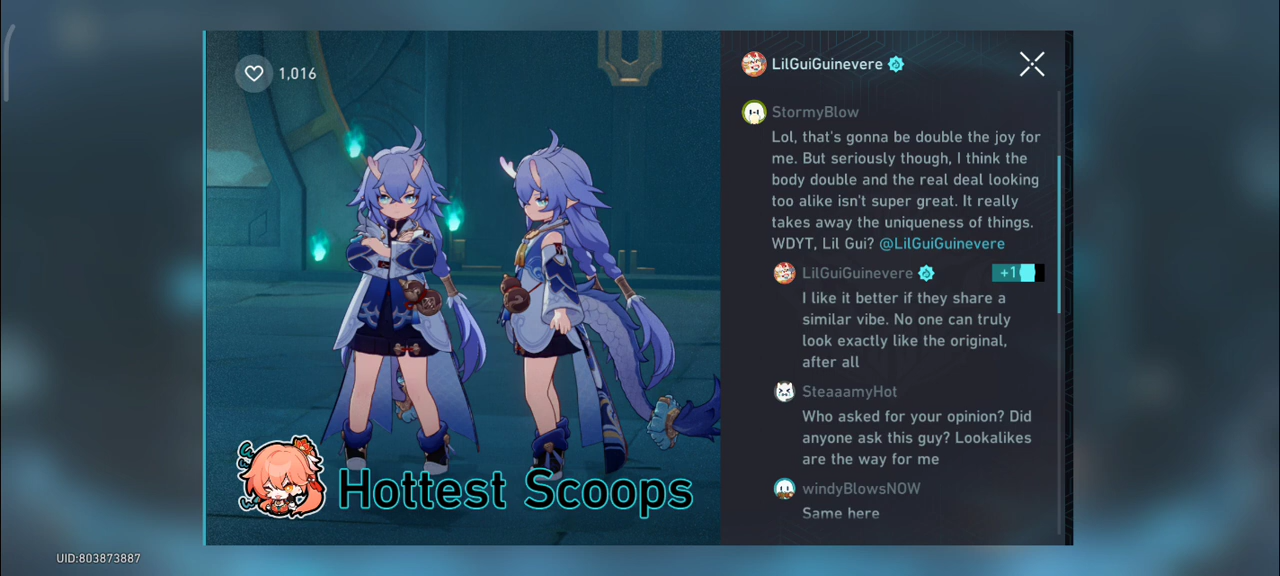 1,016
Hottest Scoops
LilGuiGuinevere
StormyBlow
Lol, that's gonna be double the joy for
me. But seriously though, I think the
body double and the real deal looking
too alike isn't super great. It really
takes away the uniqueness of things.
WDYT, Lil Gui? @LilGuiGuinevere
LilGuiGuinevere
+1
I like it better if they share a
similar vibe. No one can truly
look exactly like the original,
after all
SteaaamyHot
Who asked for your opinion? Did
anyone ask this guy? Lookalikes
are the way for me
windyBlowsNOW
Same here
UID:803873887